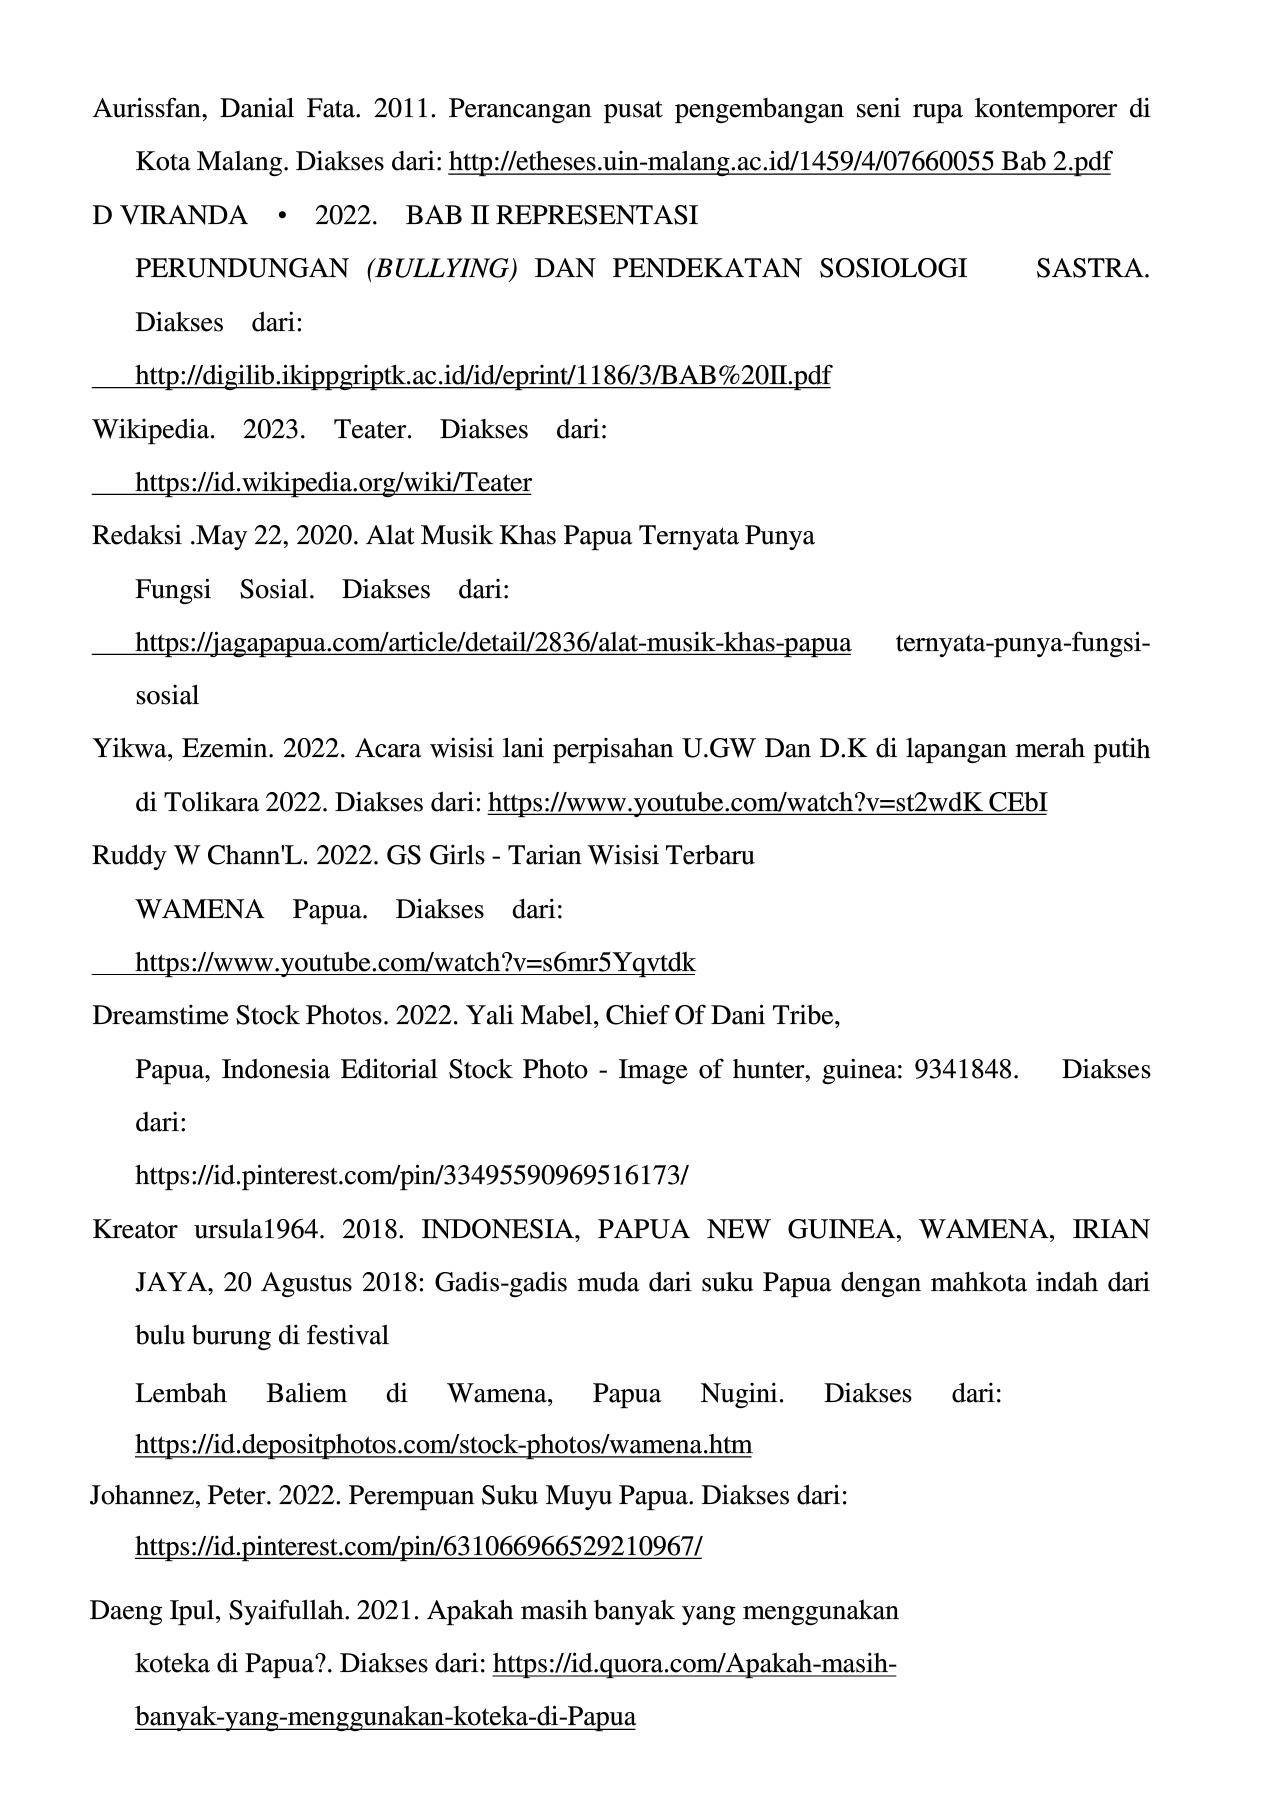 Aurissfan, Danial Fata. 2011. Perancangan pusat pengembangan seni rupa kontemporer di
Kota Malang. Diakses dari: http://etheses.uin-malang.ac.id/1459/4/07660055 Bab 2.pdf
D VIRANDA • 2022. BAB II REPRESENTASI
PERUNDUNGAN (BULLYING) DAN PENDEKATAN SOSIOLOGI SASTRA.
Diakses dari:
http://digilib.ikippgriptk.ac.id/id/eprint/1186/3/BAB%20II.pdf
Wikipedia. 2023. Teater. Diakses dari:
https://id.wikipedia.org/wiki/Teater
Redaksi .May 22, 2020. Alat Musik Khas Papua Ternyata Punya
Fungsi Sosial. Diakses dari:
https://jagapapua.com/article/detail/2836/alat-musik-khas-papua ternyata-punya-fungsi-
sosial
Yikwa, Ezemin. 2022. Acara wisisi lani perpisahan U.GW Dan D.K di lapangan merah putih
di Tolikara 2022. Diakses dari: https://www.youtube.com/watch?v=st2wdK CEbI
Ruddy W Chann'L. 2022. GS Girls - Tarian Wisisi Terbaru
WAMENA Papua. Diakses dari:
https://www.youtube.com/watch?v=s6mr5Yqvtdk
Dreamstime Stock Photos. 2022. Yali Mabel, Chief Of Dani Tribe,
Papua, Indonesia Editorial Stock Photo - Image of hunter, guinea: 9341848. Diakses
dari:
https://id.pinterest.com/pin/33495590969516173/
Kreator ursula1964. 2018. INDONESIA, PAPUA NEW GUINEA, WAMENA, IRIAN
JAYA, 20 Agustus 2018: Gadis-gadis muda dari suku Papua dengan mahkota indah dari
bulu burung di festival
Lembah Baliem di Wamena, Papua Nugini. Diakses dari:
https://id.depositphotos.com/stock-photos/wamena.htm
Johannez, Peter. 2022. Perempuan Suku Muyu Papua. Diakses dari:
https://id.pinterest.com/pin/631066966529210967/
Daeng Ipul, Syaifullah. 2021. Apakah masih banyak yang menggunakan
koteka di Papua?. Diakses dari: https://id.quora.com/Apakah-masih-
banyak-yang-menggunakan-koteka-di-Papua